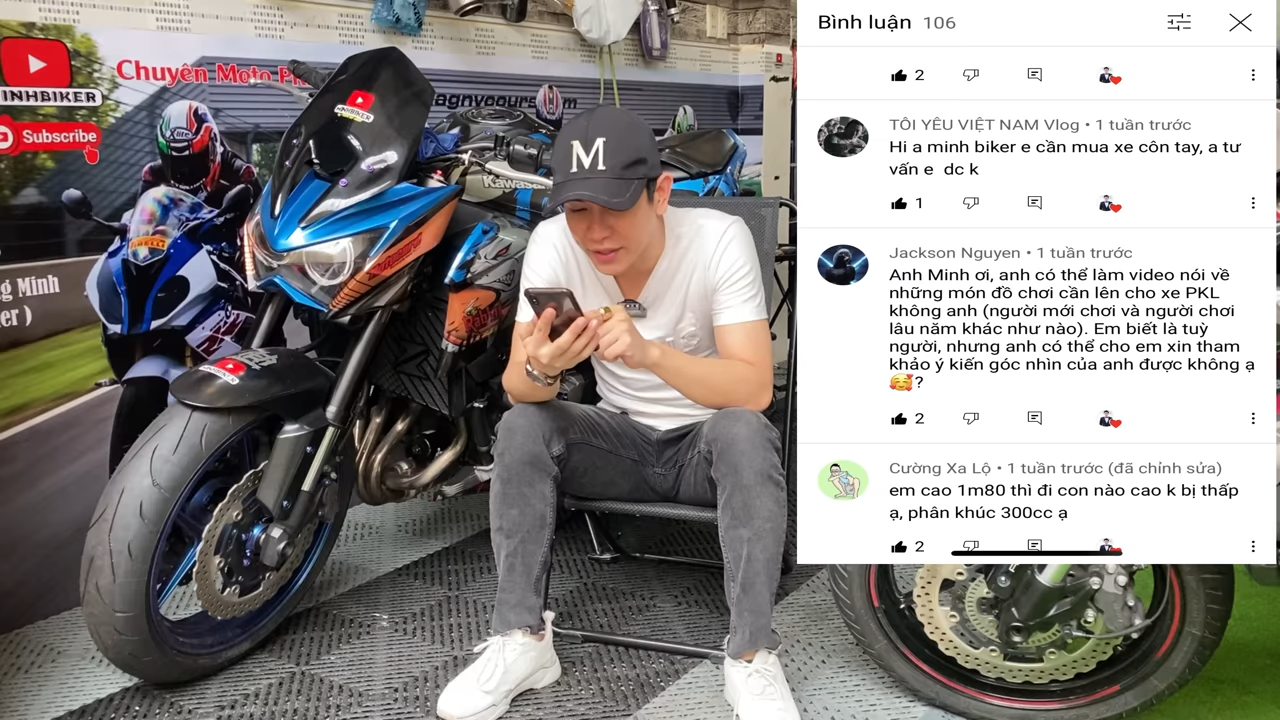 INHBIKER
Subscribe
Chuyên Moto
MINHBIKER
Kawasaki
PIRELLI
g Minh
er )
M
Bình luận 106
2
TÔI YÊU VIỆT NAM Vlog • 1 tuần trước
Hi a minh biker e cần mua xe côn tay, a tư
vấn e dc k
1
Jackson Nguyen • 1 tuần trước
Anh Minh ơi, anh có thể làm video nói về
những món đồ chơi cần lên cho xe PKL
không anh (người mới chơi và người chơi
lâu năm khác như nào). Em biết là tuỳ
người, nhưng anh có thể cho em xin tham
khảo ý kiến góc nhìn của anh được không ạ
🥰?
2
Cường Xa Lộ • 1 tuần trước (đã chỉnh sửa)
em cao 1m80 thì đi con nào cao k bị thấp
ạ, phân khúc 300cc ạ
2